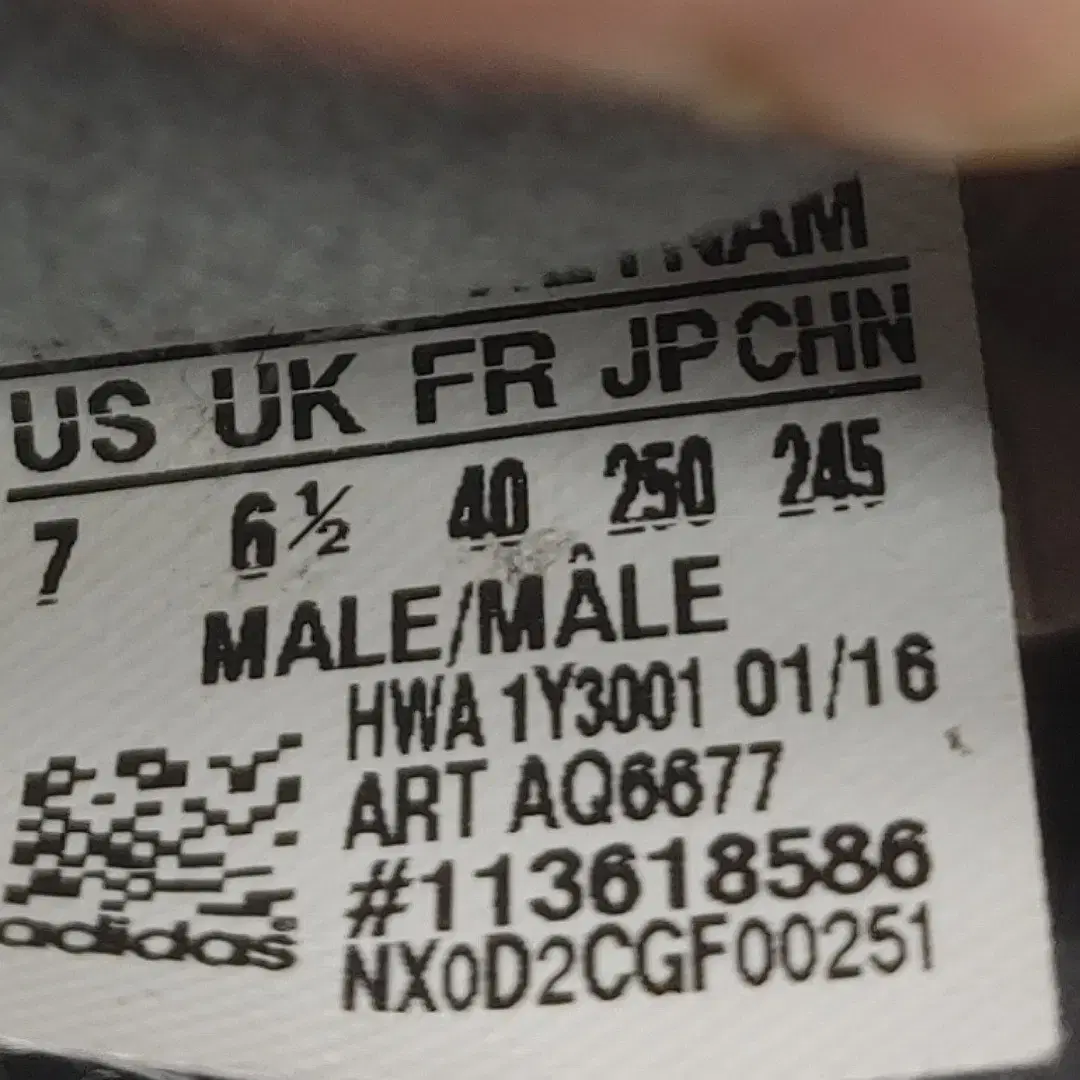 US UK FR JP CHN
7 6½ 40 250 245
MALE/MÂLE
HWA 1Y3001 01/16
ART AQ6677
#113618586
NX0D2CGF00251
adidas